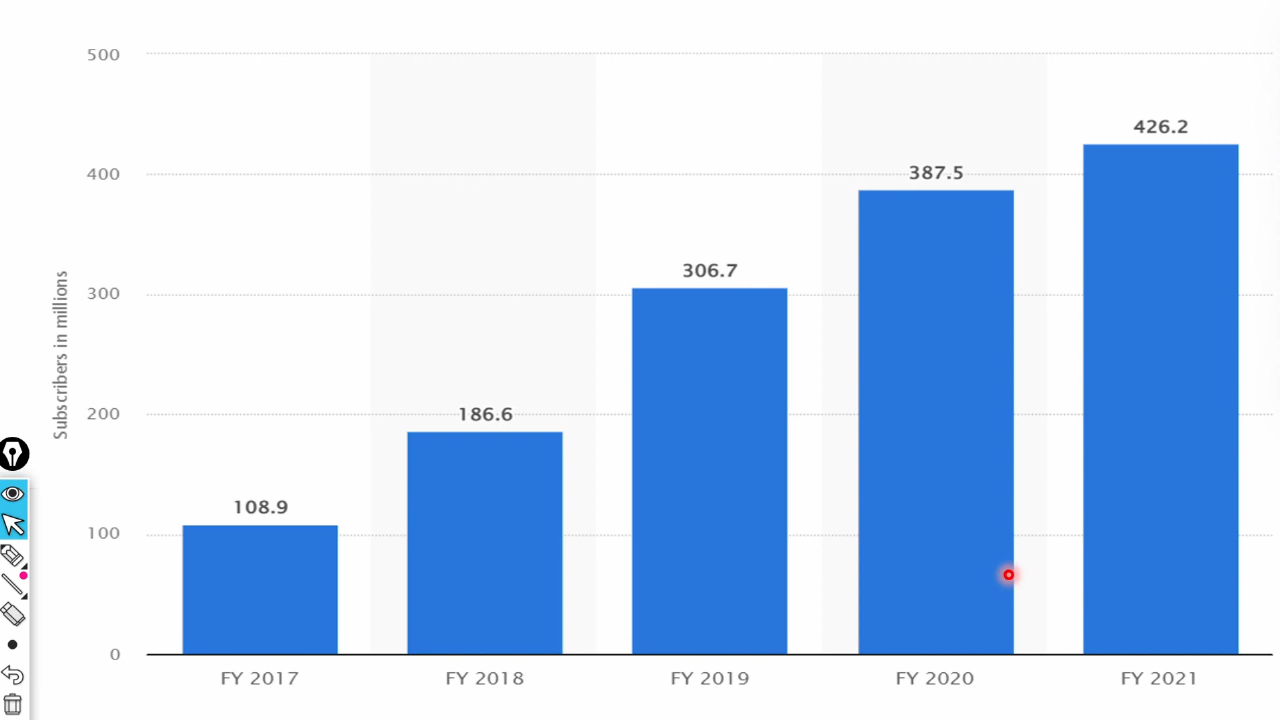 500
400
300
200
100
0
Subscribers in millions
108.9
186.6
306.7
387.5
426.2
FY 2017
FY 2018
FY 2019
FY 2020
FY 2021